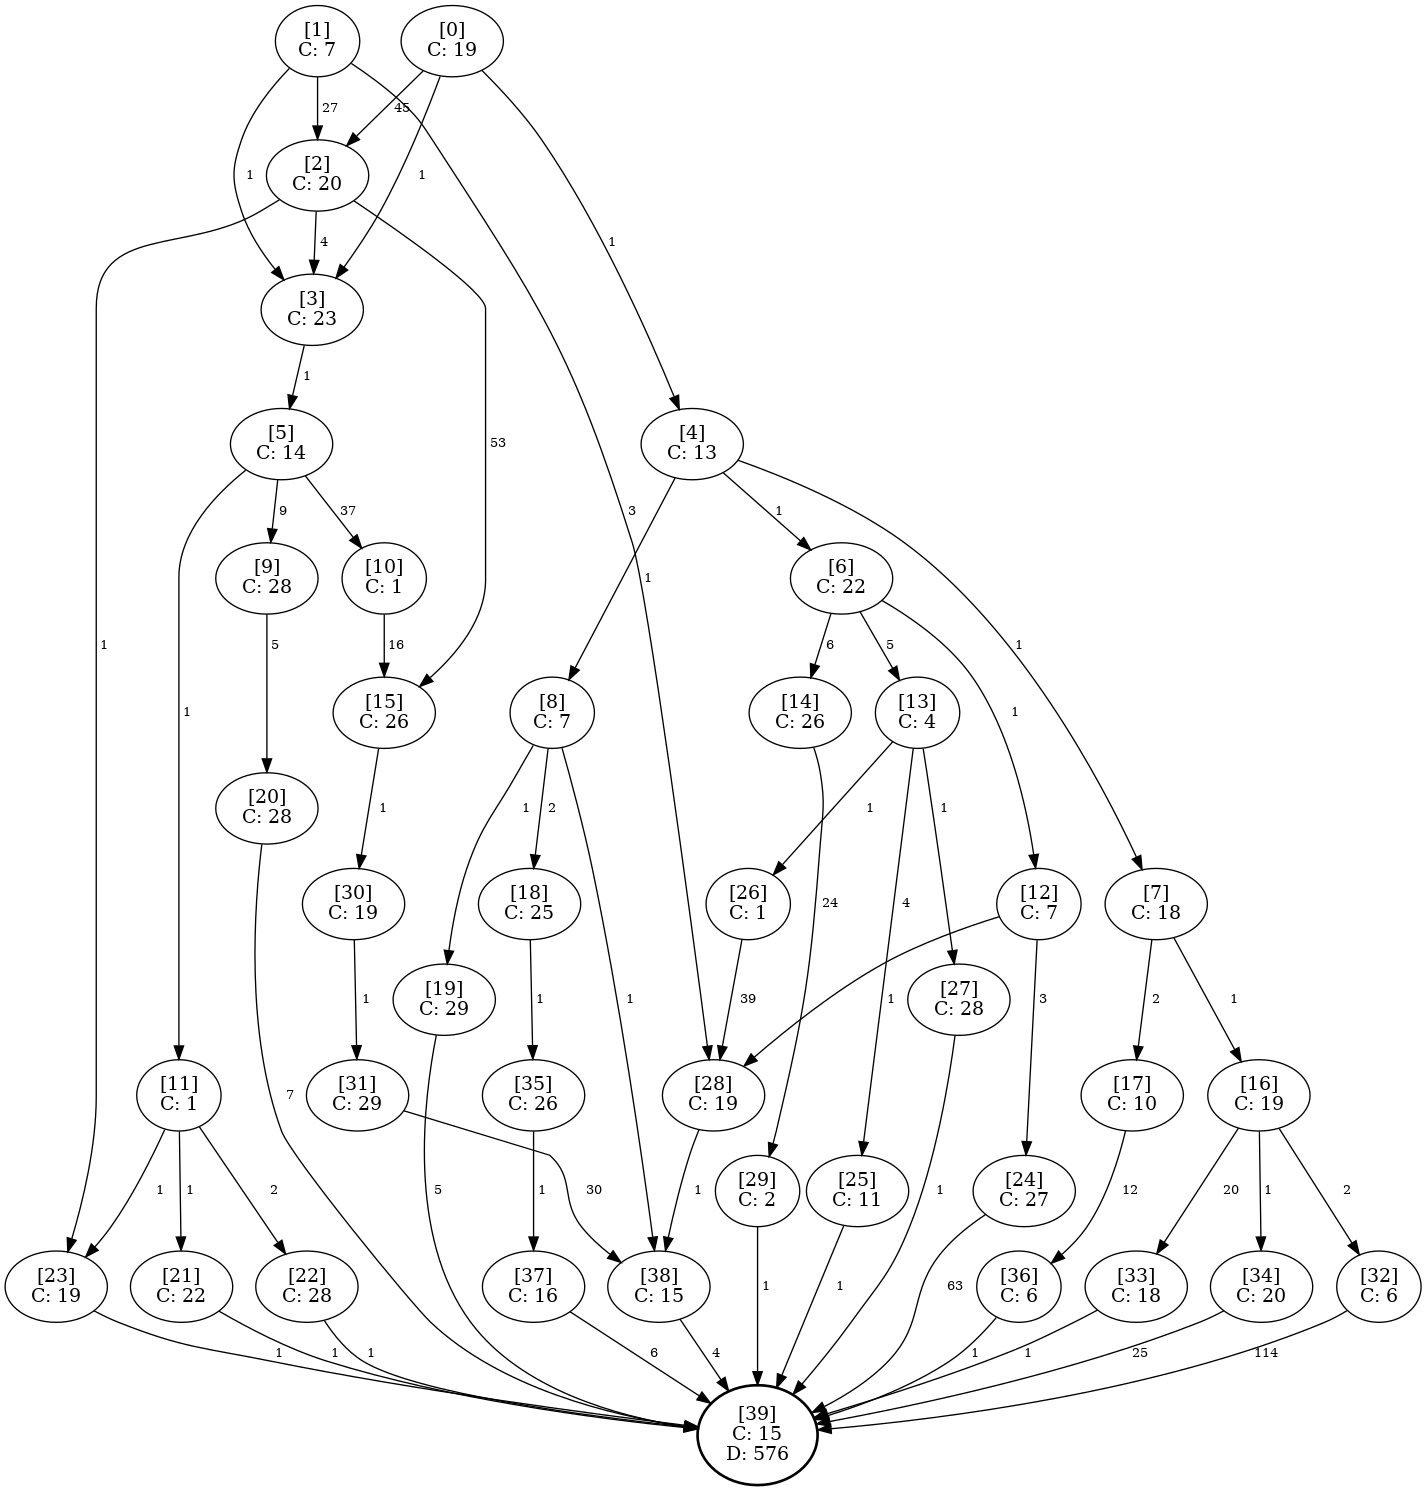 [1]
C: 7
[0]
C: 19
27
45
1
1
[2]
C: 20
4
1
[3]
C: 23
1
[4]
C: 13
[5]
C: 14
53
9
37
3
1
1
[9]
C: 28
[10]
C: 1
[6]
C: 22
1
5
16
6
5
1
1
[15]
C: 26
[8]
C: 7
[14]
C: 26
[13]
C: 4
1
[20]
C: 28
1
1
2
1
1
[30]
C: 19
[18]
C: 25
[26]
C: 1
24
4
[12]
C: 7
[7]
C: 18
1
1
1
39
1
3
2
1
[19]
C: 29
[27]
C: 28
[11]
C: 1
7
[31]
C: 29
[35]
C: 26
[28]
C: 19
[17]
C: 10
[16]
C: 19
1
1
2
5
1
30
1
[29]
C: 2
[25]
C: 11
1
[24]
C: 27
12
20
1
2
[23]
C: 19
[21]
C: 22
[22]
C: 28
[37]
C: 16
[38]
C: 15
1
1
63
[36]
C: 6
[33]
C: 18
[34]
C: 20
[32]
C: 6
1
1
1
6
4
1
1
25
114
[39]
C: 15
D: 576